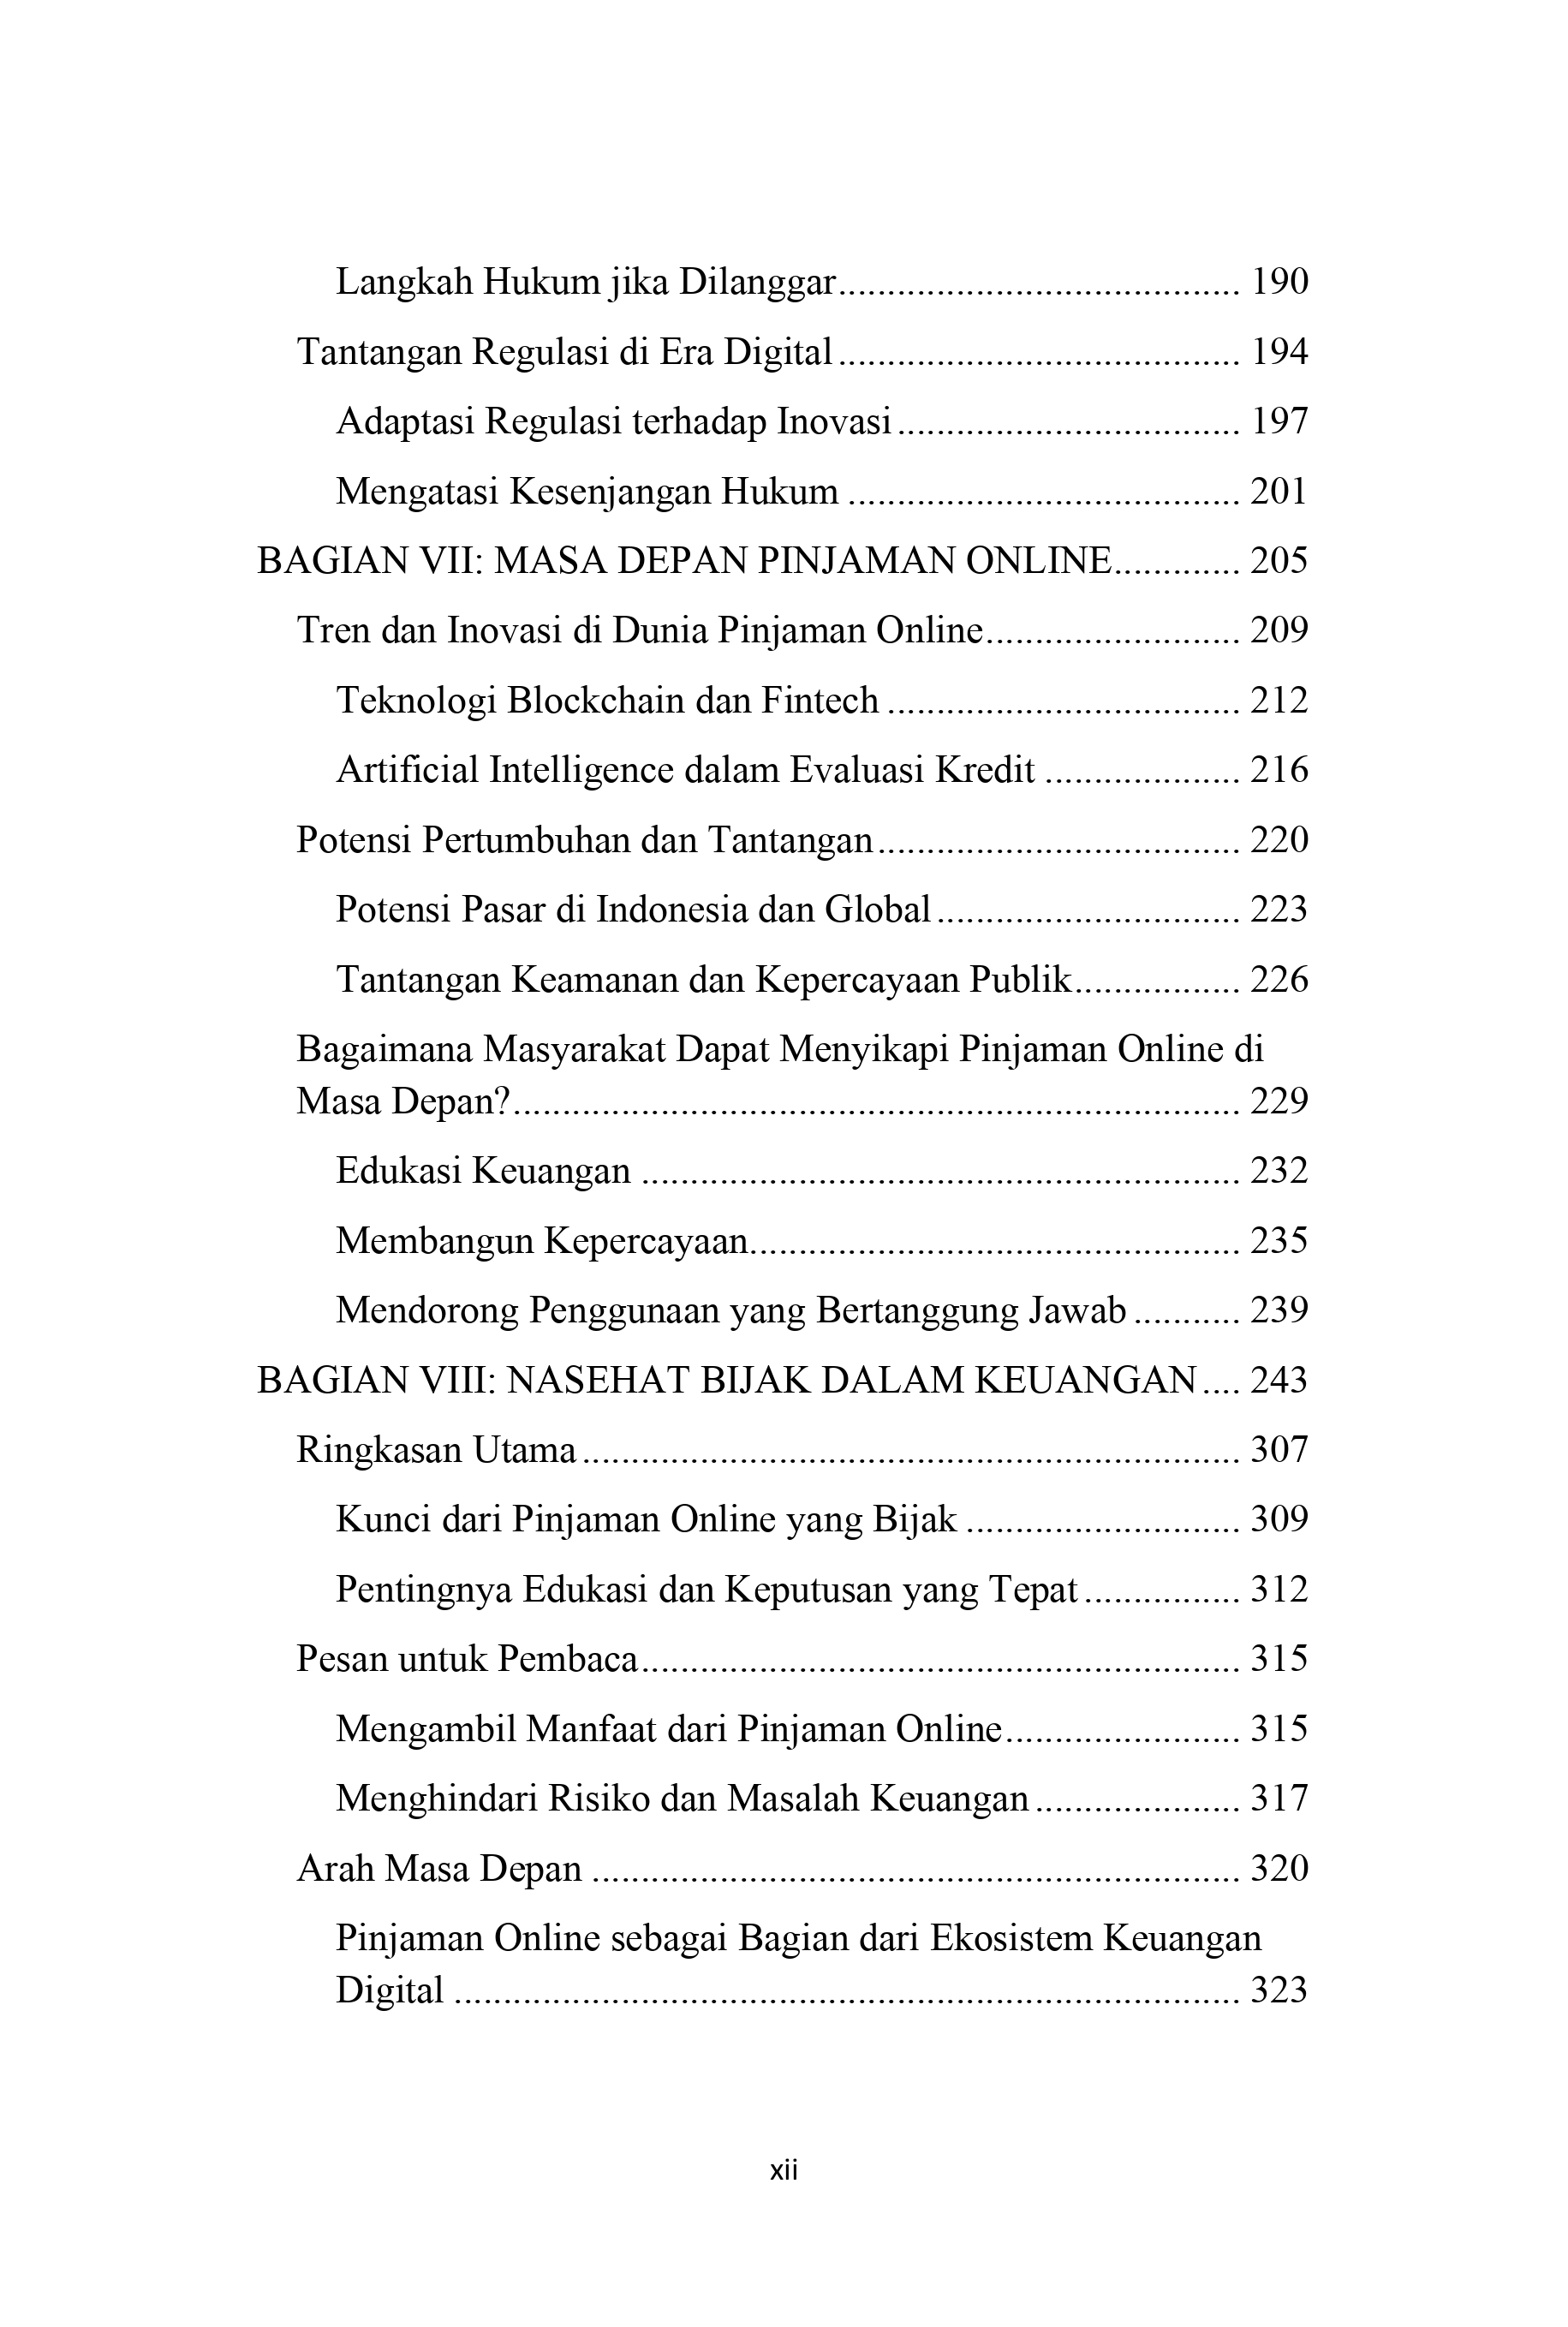 Langkah Hukum jika Dilanggar......................................... 190
Tantangan Regulasi di Era Digital......................................... 194
Adaptasi Regulasi terhadap Inovasi................................... 197
Mengatasi Kesenjangan Hukum ........................................ 201
BAGIAN VII: MASA DEPAN PINJAMAN ONLINE............. 205
Tren dan Inovasi di Dunia Pinjaman Online.......................... 209
Teknologi Blockchain dan Fintech .................................... 212
Artificial Intelligence dalam Evaluasi Kredit .................... 216
Potensi Pertumbuhan dan Tantangan..................................... 220
Potensi Pasar di Indonesia dan Global............................... 223
Tantangan Keamanan dan Kepercayaan Publik................. 226
Bagaimana Masyarakat Dapat Menyikapi Pinjaman Online di
Masa Depan?.......................................................................... 229
Edukasi Keuangan ............................................................. 232
Membangun Kepercayaan.................................................. 235
Mendorong Penggunaan yang Bertanggung Jawab ........... 239
BAGIAN VIII: NASEHAT BIJAK DALAM KEUANGAN.... 243
Ringkasan Utama................................................................... 307
Kunci dari Pinjaman Online yang Bijak ............................ 309
Pentingnya Edukasi dan Keputusan yang Tepat................ 312
Pesan untuk Pembaca............................................................. 315
Mengambil Manfaat dari Pinjaman Online........................ 315
Menghindari Risiko dan Masalah Keuangan..................... 317
Arah Masa Depan .................................................................. 320
Pinjaman Online sebagai Bagian dari Ekosistem Keuangan
Digital ................................................................................ 323
xii